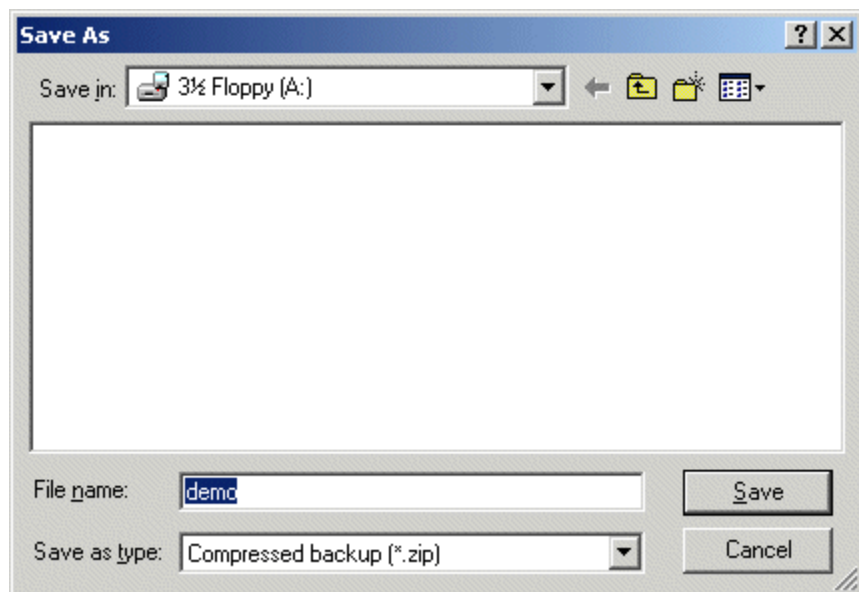 Save As
Save in: 3½ Floppy (A:)
File name: demo Save
Save as type: Compressed backup (*.zip) Cancel